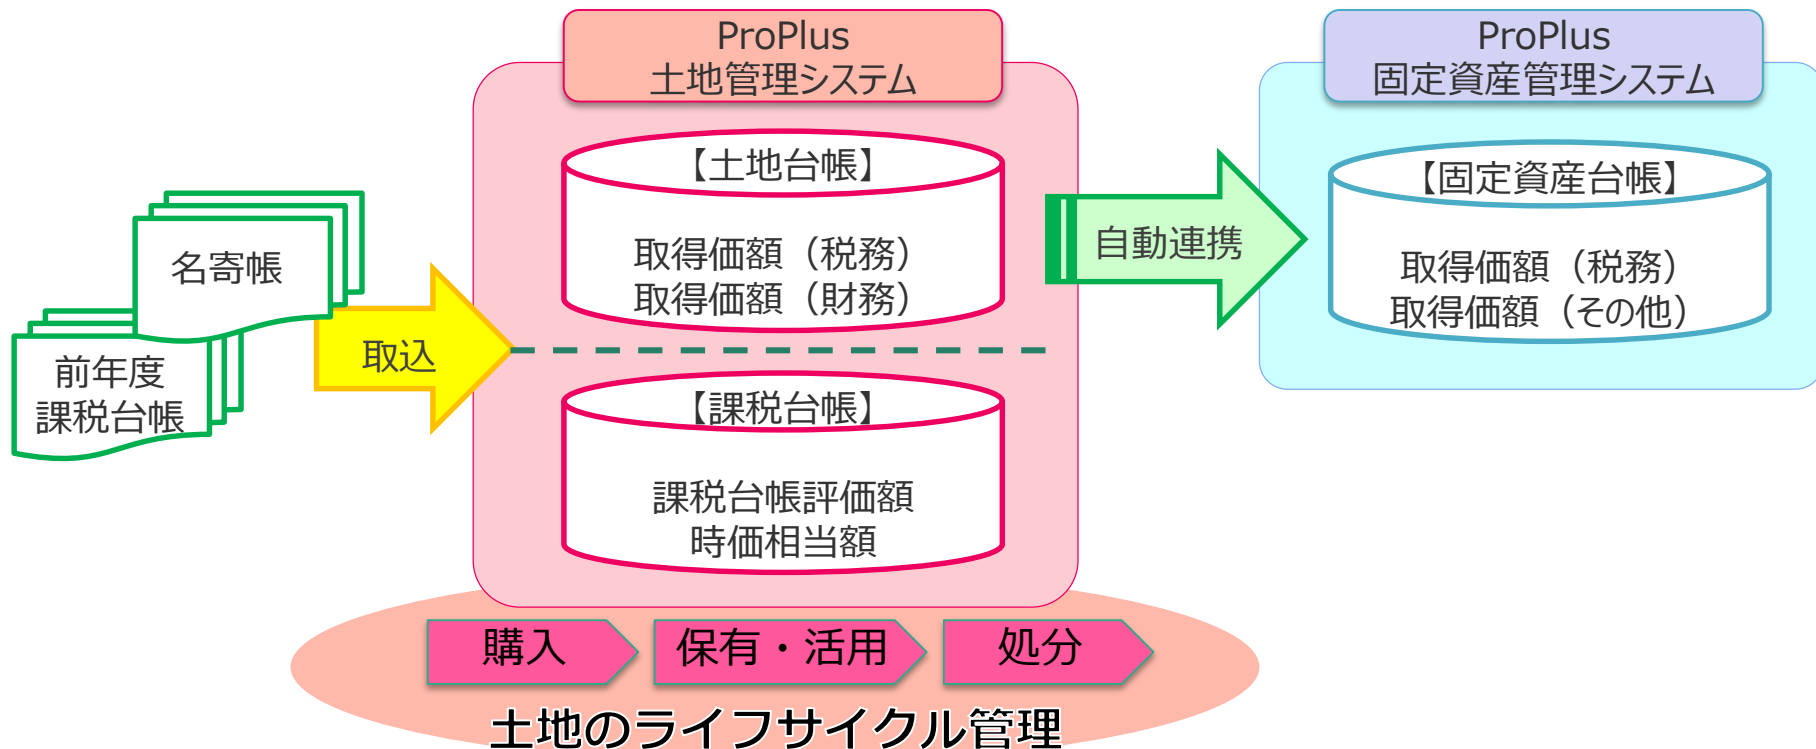 ProPlus
土地管理システム
ProPlus
固定資産管理システム
名寄帳
前年度
課税台帳
取込
【土地台帳】
取得価額（税務）
取得価額（財務）
【課税台帳】
課税台帳評価額
時価相当額
自動連携
【固定資産台帳】
取得価額（税務）
取得価額（その他）
購入
保有・活用
処分
土地のライフサイクル管理